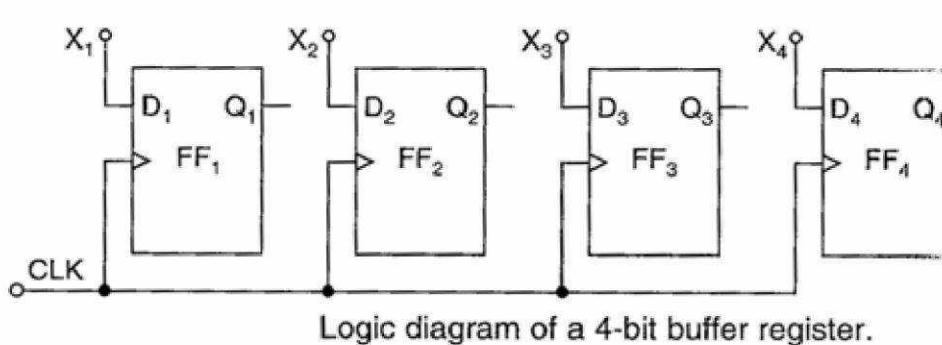 X₁ X₂ X₃ X₄
D₁ Q₁ D₂ Q₂ D₃ Q₃ D₄ Q₄
FF₁ FF₂ FF₃ FF₄
CLK
Logic diagram of a 4-bit buffer register.